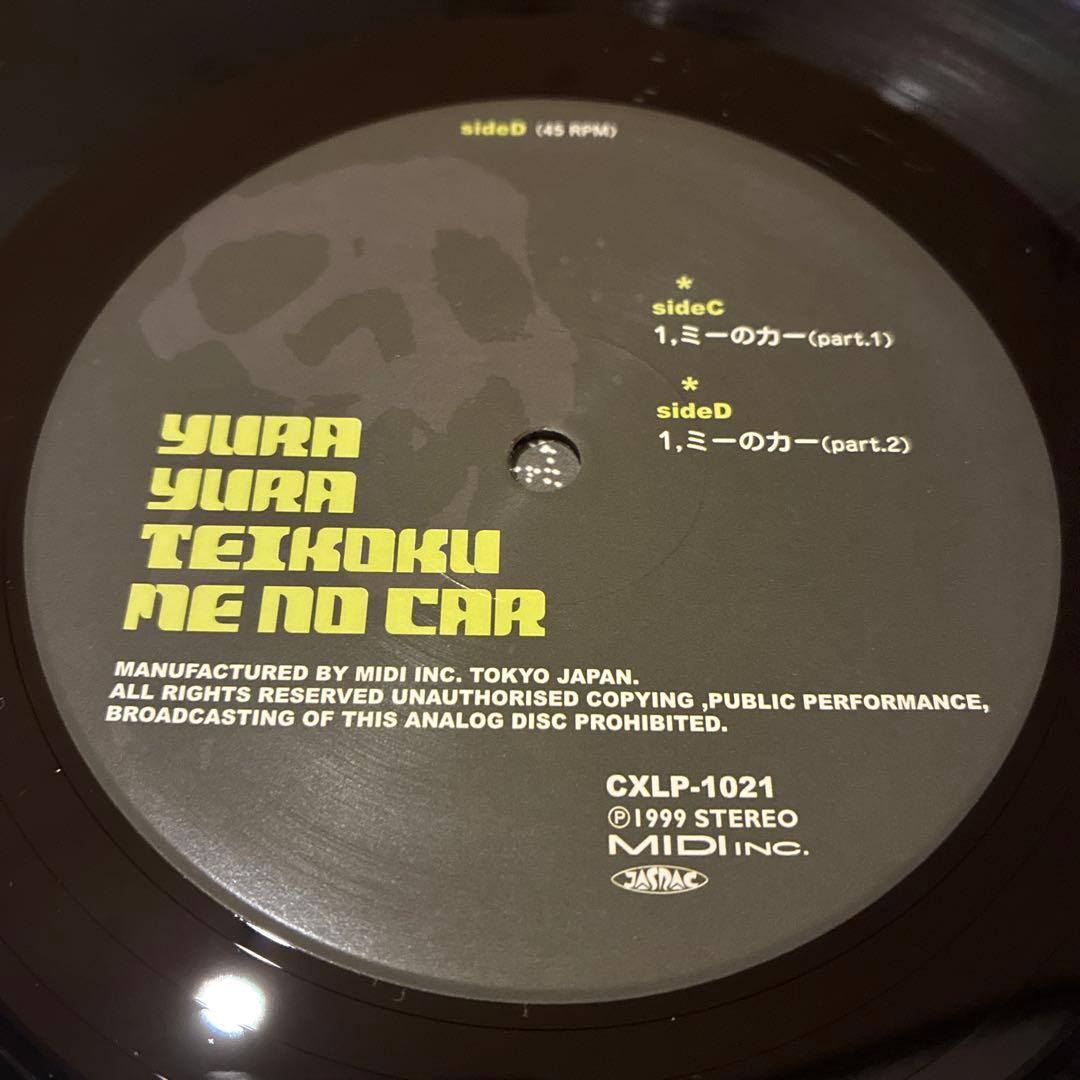 sideD (45 RPM)
*
sideC
1,ミーのカー(part.1)
*
sideD
1,ミーのカー(part.2)
YURA
YURA
TEIKOKU
ME NO CAR
MANUFACTURED BY MIDI INC. TOKYO JAPAN.
ALL RIGHTS RESERVED UNAUTHORISED COPYING ,PUBLIC PERFORMANCE,
BROADCASTING OF THIS ANALOG DISC PROHIBITED.
CXLP-1021
Ⓟ1999 STEREO
MIDI INC.
JASRAC